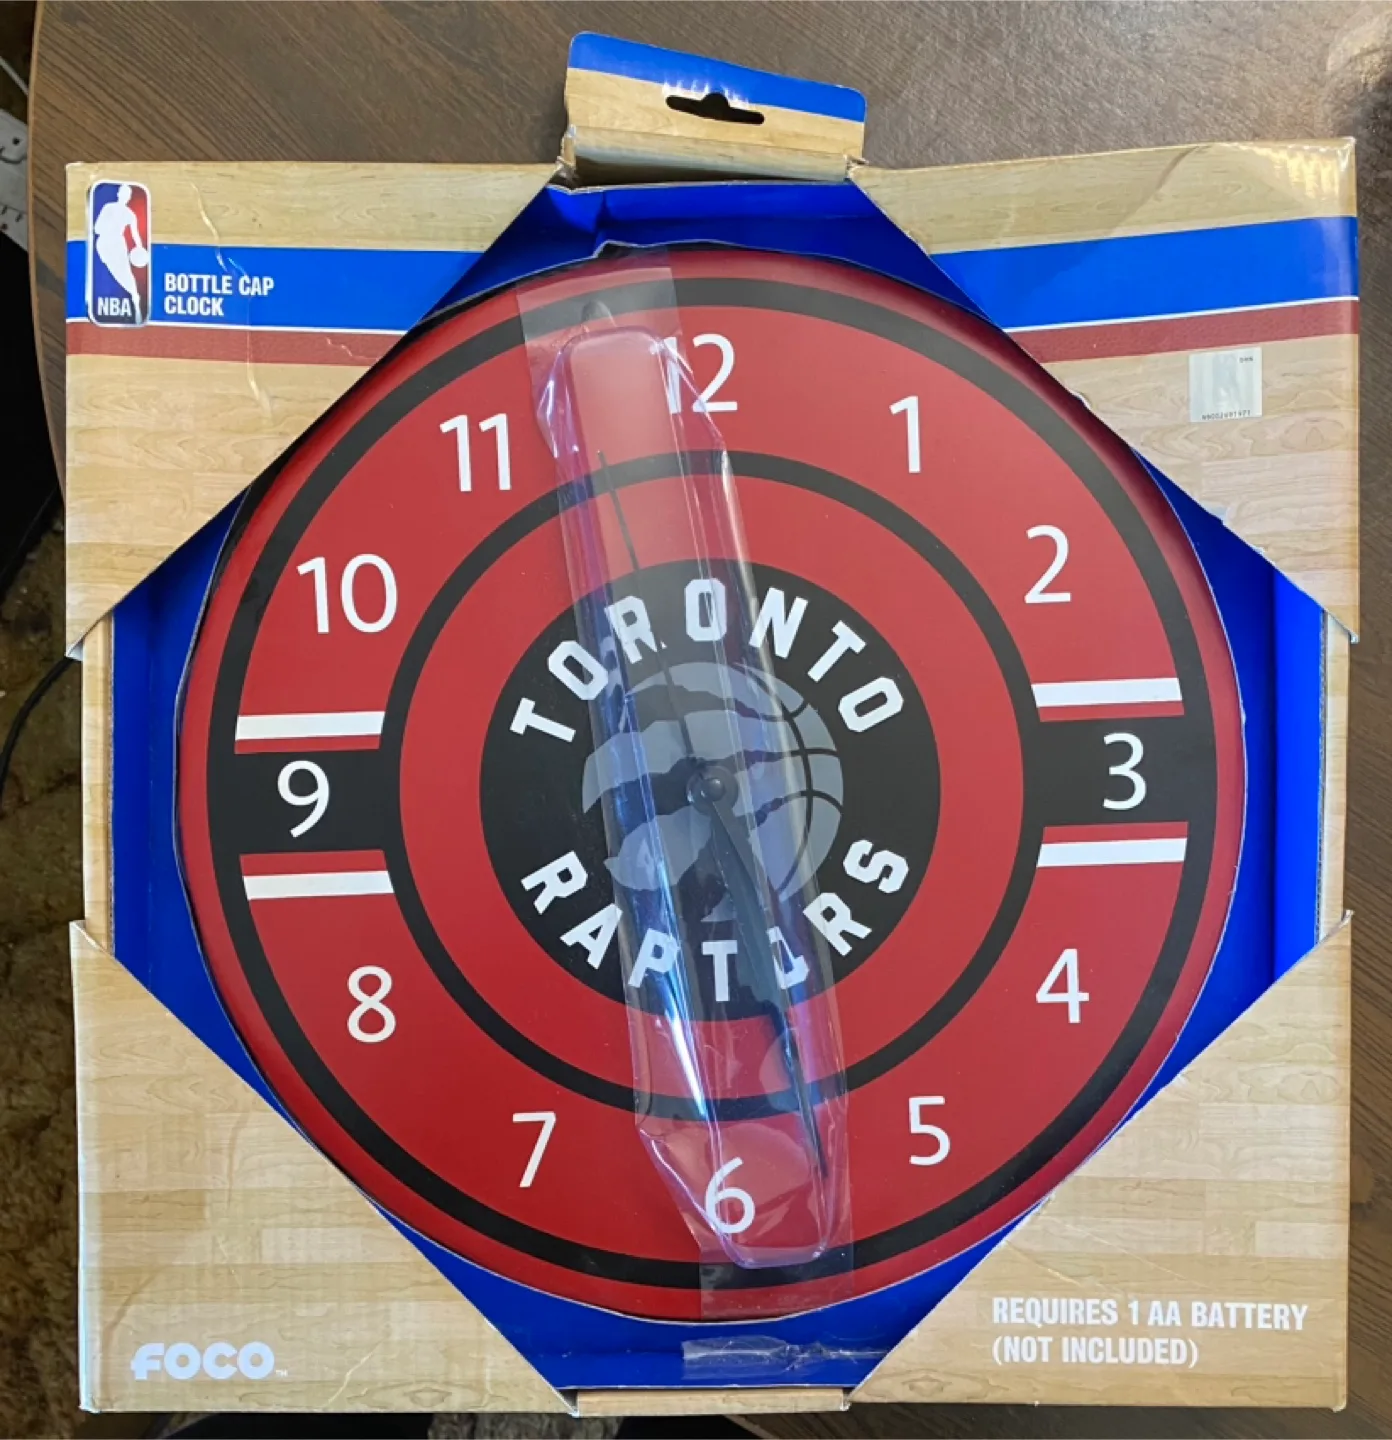 NBA
BOTTLE CAP
CLOCK
12
11
1
10
2
TORONTO
9
3
RAPTORS
8
4
7
5
6
FOCO™
REQUIRES 1 AA BATTERY
(NOT INCLUDED)